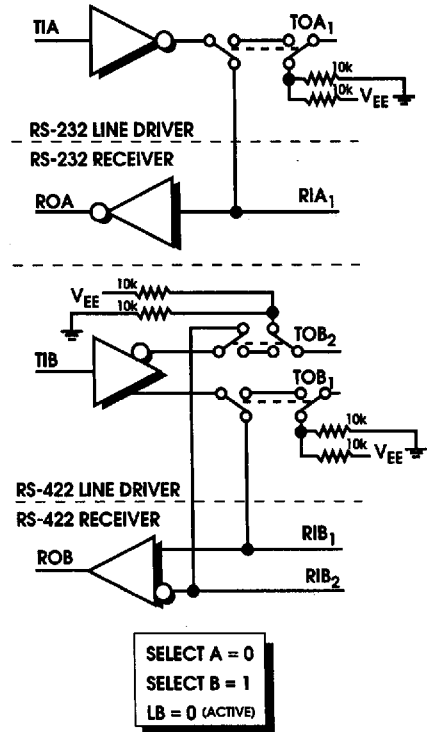 TIA
TOA1
10k
10k
VEE
RS-232 LINE DRIVER
RS-232 RECEIVER
ROA
RIA1
10k
VEE
10k
TOB2
TIB
TOB1
10k
10k
VEE
RS-422 LINE DRIVER
RS-422 RECEIVER
RIB1
ROB
RIB2
SELECT A = 0
SELECT B = 1
LB = 0 (ACTIVE)